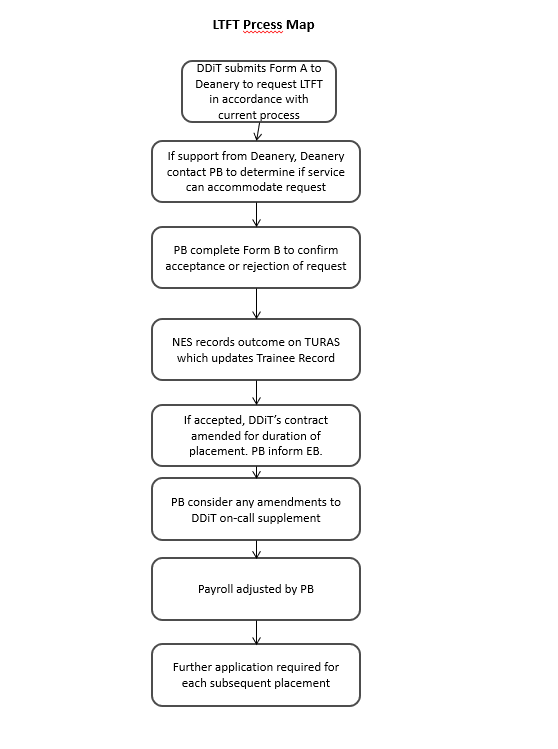 LTFT Prcess Map
DDiT submits Form A to
Deanery to request LTFT
in accordance with
current process
If support from Deanery, Deanery
contact PB to determine if service
can accommodate request
PB complete Form B to confirm
acceptance or rejection of request
NES records outcome on TURAS
which updates Trainee Record
If accepted, DDiT’s contract
amended for duration of
placement. PB inform EB.
PB consider any amendments to
DDiT on-call supplement
Payroll adjusted by PB
Further application required for
each subsequent placement